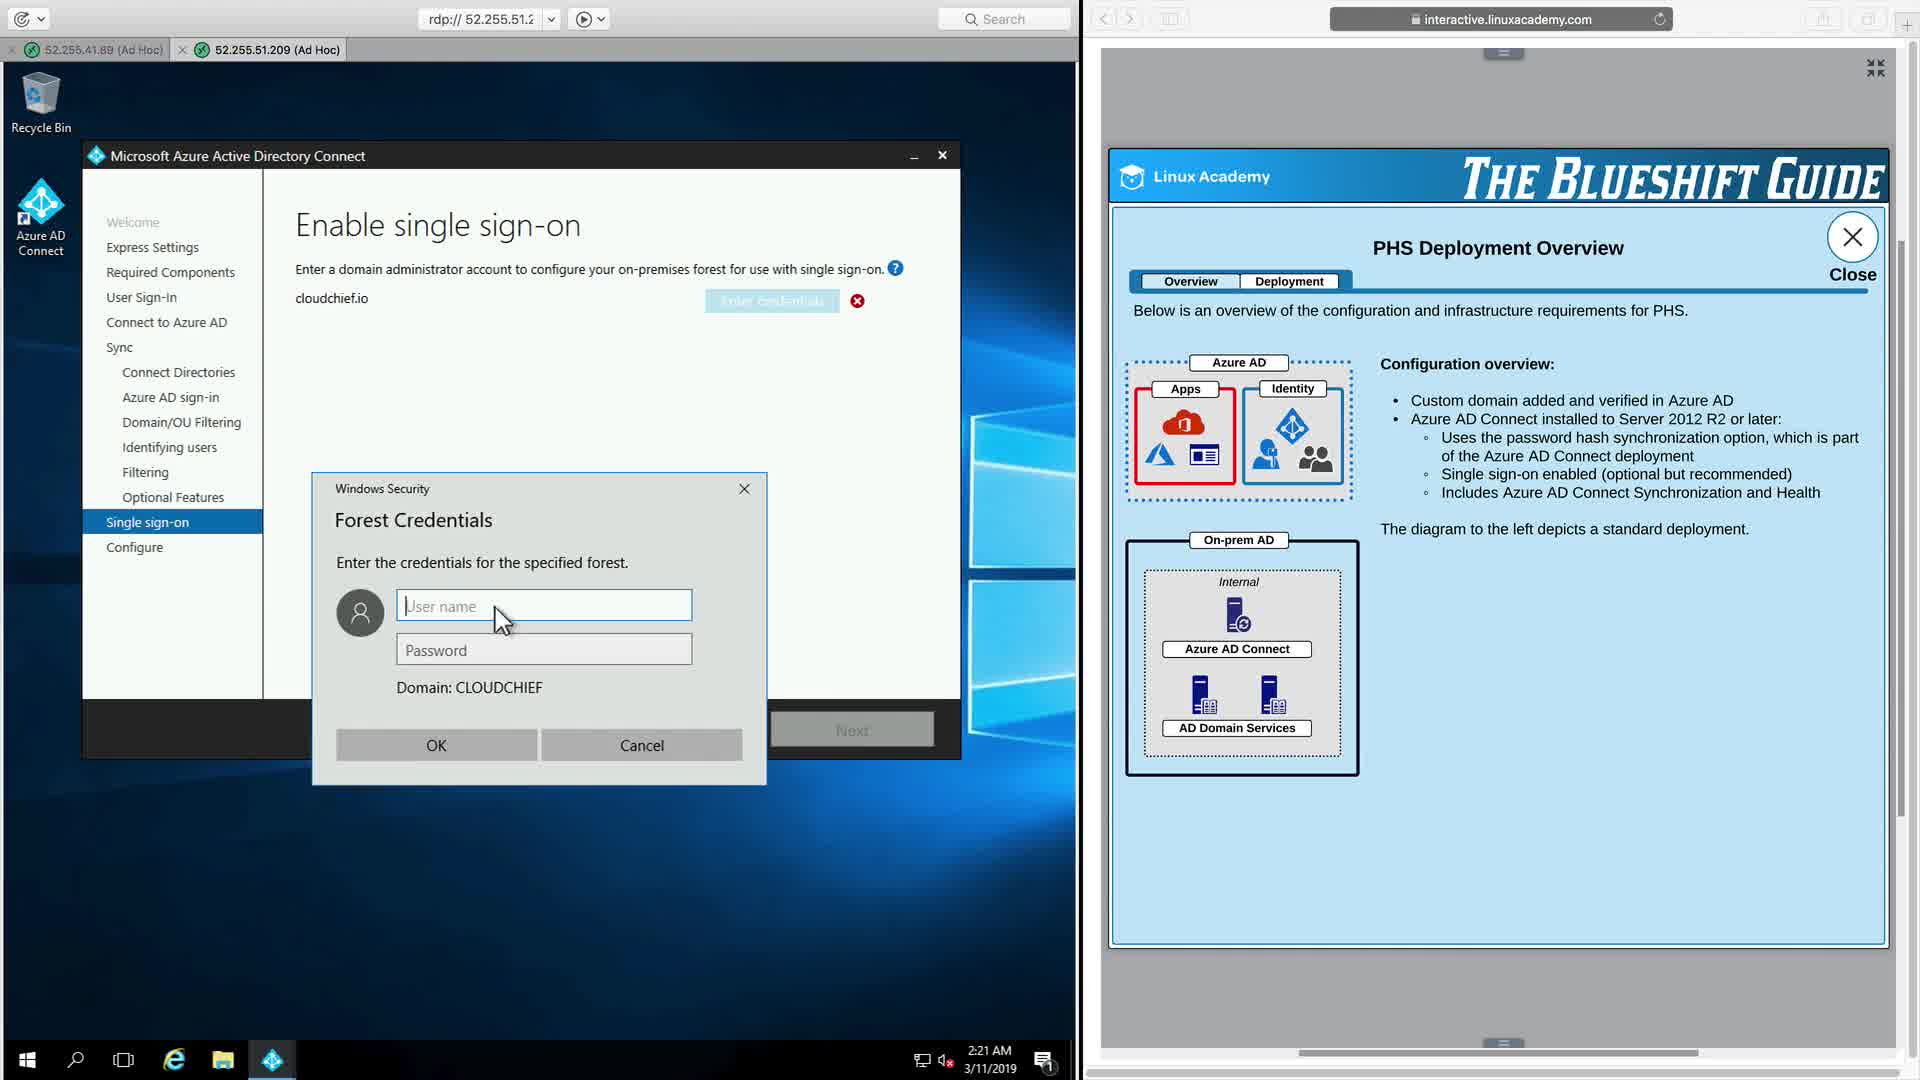 rdp:// 52.255.51.2
Search
52.255.41.89 (Ad Hoc)
52.255.51.209 (Ad Hoc)
Recycle Bin
Azure AD
Connect
Microsoft Azure Active Directory Connect
Welcome
Express Settings
Required Components
User Sign-In
Connect to Azure AD
Sync
Connect Directories
Azure AD sign-in
Domain/OU Filtering
Identifying users
Filtering
Optional Features
Single sign-on
Configure
Enable single sign-on
Enter a domain administrator account to configure your on-premises forest for use with single sign-on. ?
cloudchief.io
Enter credentials
Windows Security
Forest Credentials
Enter the credentials for the specified forest.
User name
Password
Domain: CLOUDCHIEF
OK
Cancel
Next
2:21 AM
3/11/2019
1
interactive.linuxacademy.com
Linux Academy
THE BLUESHIFT GUIDE
PHS Deployment Overview
Close
Overview
Deployment
Below is an overview of the configuration and infrastructure requirements for PHS.
Azure AD
Apps
Identity
On-prem AD
Internal
Azure AD Connect
AD Domain Services
Configuration overview:
• Custom domain added and verified in Azure AD
• Azure AD Connect installed to Server 2012 R2 or later:
◦ Uses the password hash synchronization option, which is part
of the Azure AD Connect deployment
◦ Single sign-on enabled (optional but recommended)
◦ Includes Azure AD Connect Synchronization and Health
The diagram to the left depicts a standard deployment.